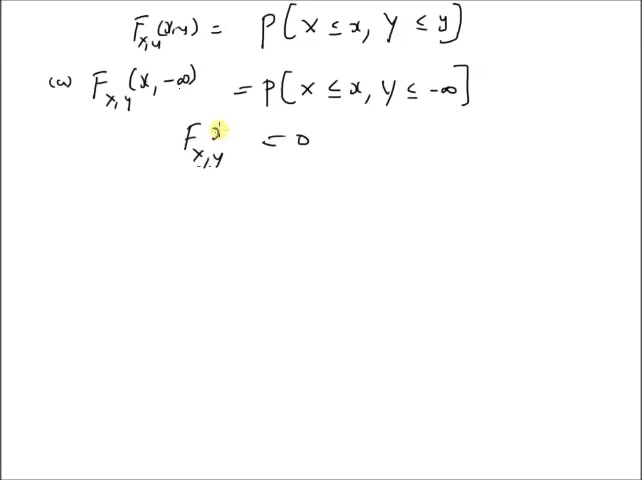 F_{X,Y}(x,y) = P[X ≤ x, Y ≤ y]
(a) F_{X,Y}(x, -∞) = P[X ≤ x, Y ≤ -∞]
F_{X,Y} x = 0